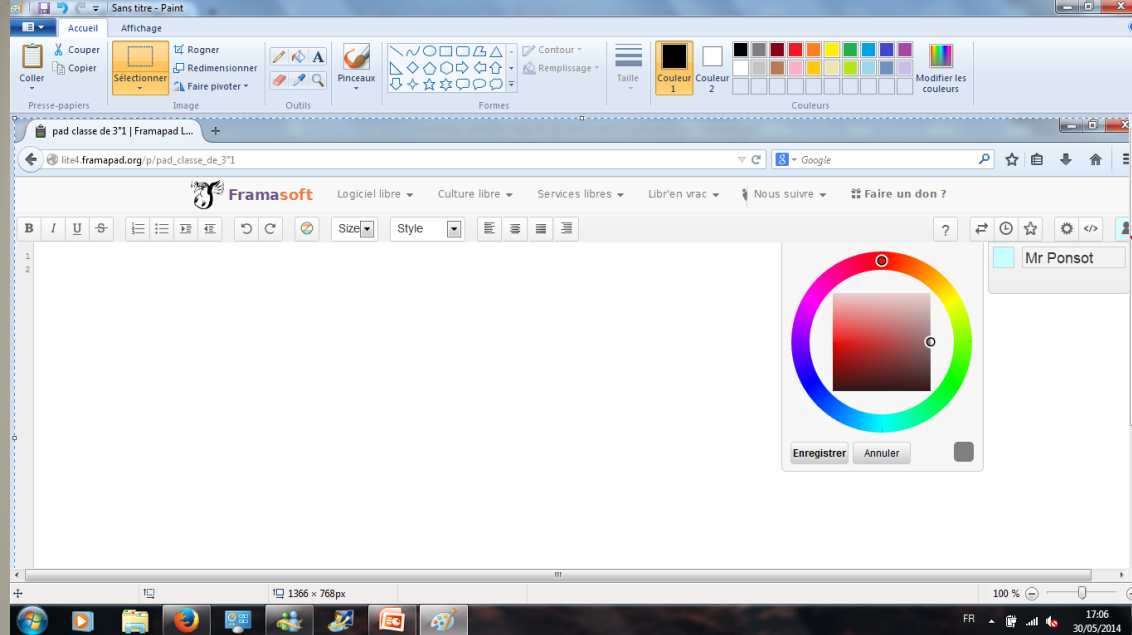 Sans titre - Paint
Accueil Affichage
Coller
Couper
Copier
Presse-papiers
Sélectionner
Rogner
Redimensionner
Faire pivoter
Image
A
Outils
Pinceaux
Contour
Remplissage
Formes
Taille
Couleur 1
Couleur 2
Modifier les couleurs
Couleurs
pad classe de 3°1 | Framapad L...
lite4.framapad.org/p/pad_classe_de_3°1
8 Google
Framasoft Logiciel libre Culture libre Services libres Libr'en vrac Nous suivre Faire un don ?
B I U S Size Style ? </>
1
2
Mr Ponsot
Enregistrer Annuler
1366 × 768px 100 %
FR 17:06
30/05/2014